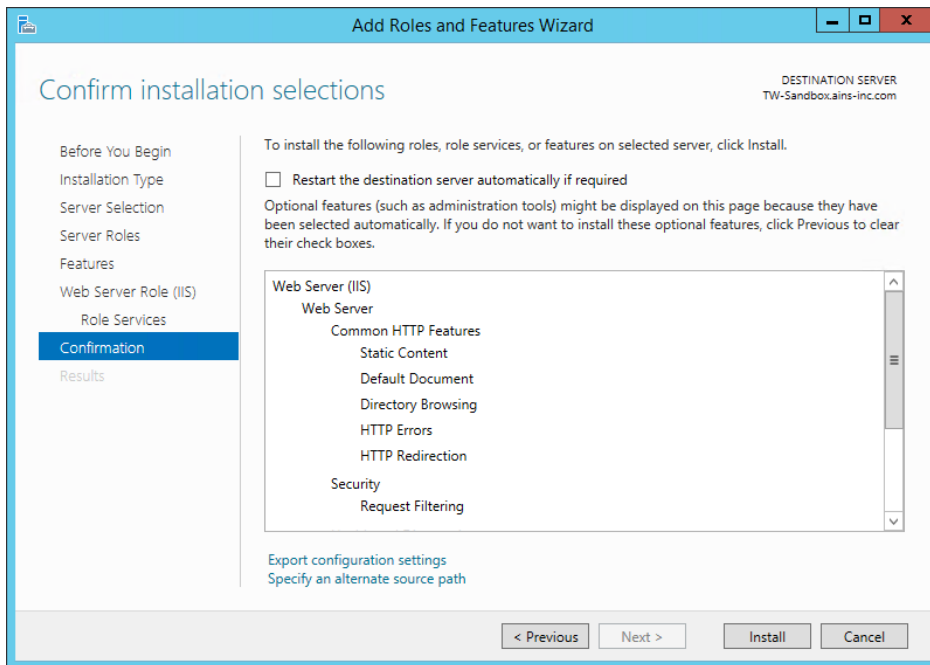 Add Roles and Features Wizard
Confirm installation selections
DESTINATION SERVER
TW-Sandbox.ains-inc.com
Before You Begin
Installation Type
Server Selection
Server Roles
Features
Web Server Role (IIS)
Role Services
Confirmation
Results
To install the following roles, role services, or features on selected server, click Install.
Restart the destination server automatically if required
Optional features (such as administration tools) might be displayed on this page because they have
been selected automatically. If you do not want to install these optional features, click Previous to clear
their check boxes.
Web Server (IIS)
Web Server
Common HTTP Features
Static Content
Default Document
Directory Browsing
HTTP Errors
HTTP Redirection
Security
Request Filtering
Export configuration settings
Specify an alternate source path
< Previous
Next >
Install
Cancel